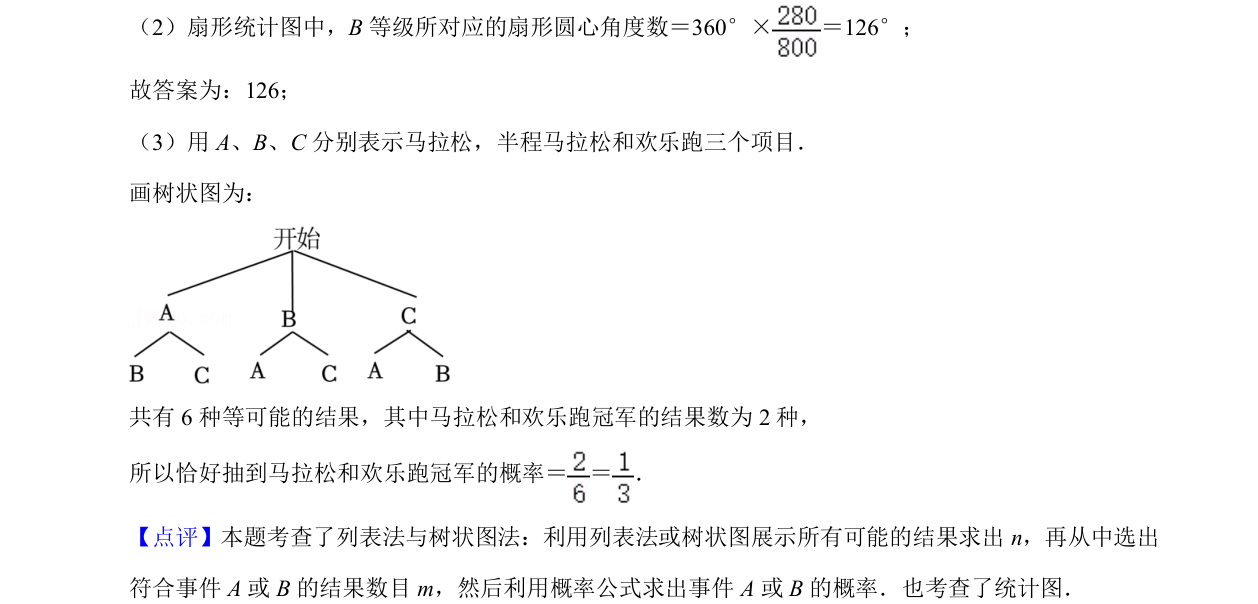 （2）扇形统计图中，B 等级所对应的扇形圆心角度数＝360°×280/800＝126°；
故答案为：126；
（3）用 A、B、C 分别表示马拉松，半程马拉松和欢乐跑三个项目．
画树状图为：
开始
A B C
B C A C A B
共有 6 种等可能的结果，其中马拉松和欢乐跑冠军的结果数为 2 种，
所以恰好抽到马拉松和欢乐跑冠军的概率＝2/6＝1/3．
【点评】本题考查了列表法与树状图法：利用列表法或树状图展示所有可能的结果求出 n，再从中选出
符合事件 A 或 B 的结果数目 m，然后利用概率公式求出事件 A 或 B 的概率．也考查了统计图．